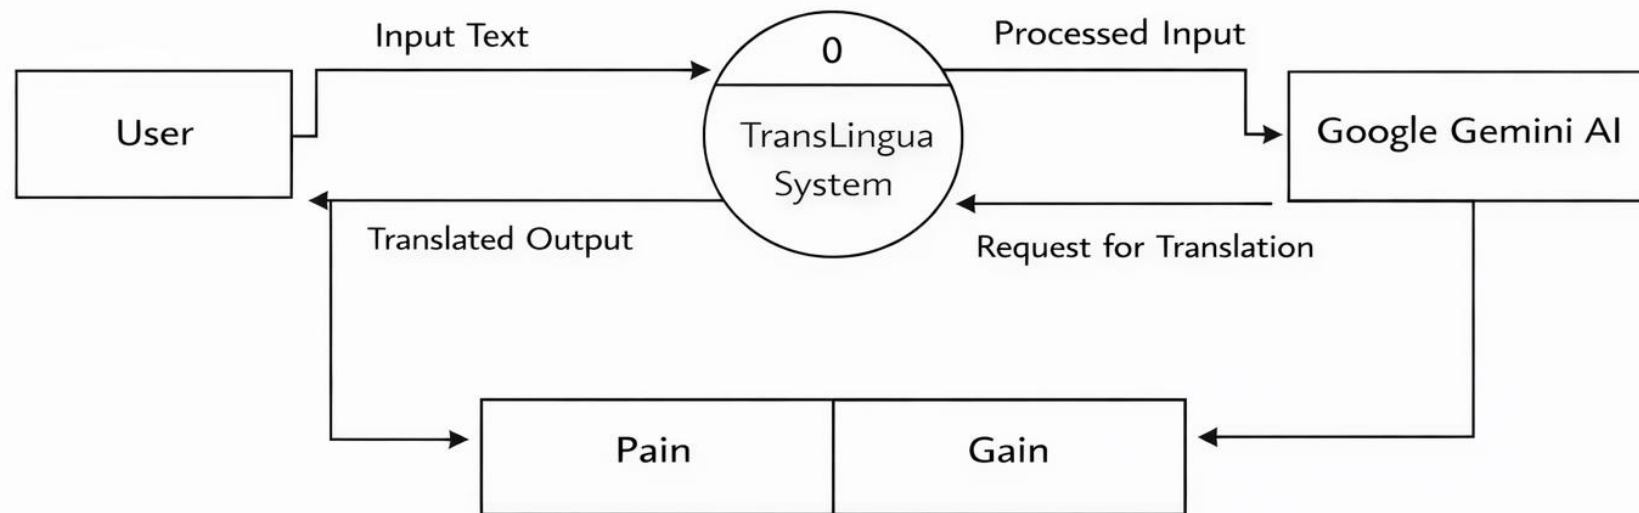 Input Text
0
Processed Input
User
TransLingua
System
Google Gemini AI
Translated Output
Request for Translation
Pain
Gain